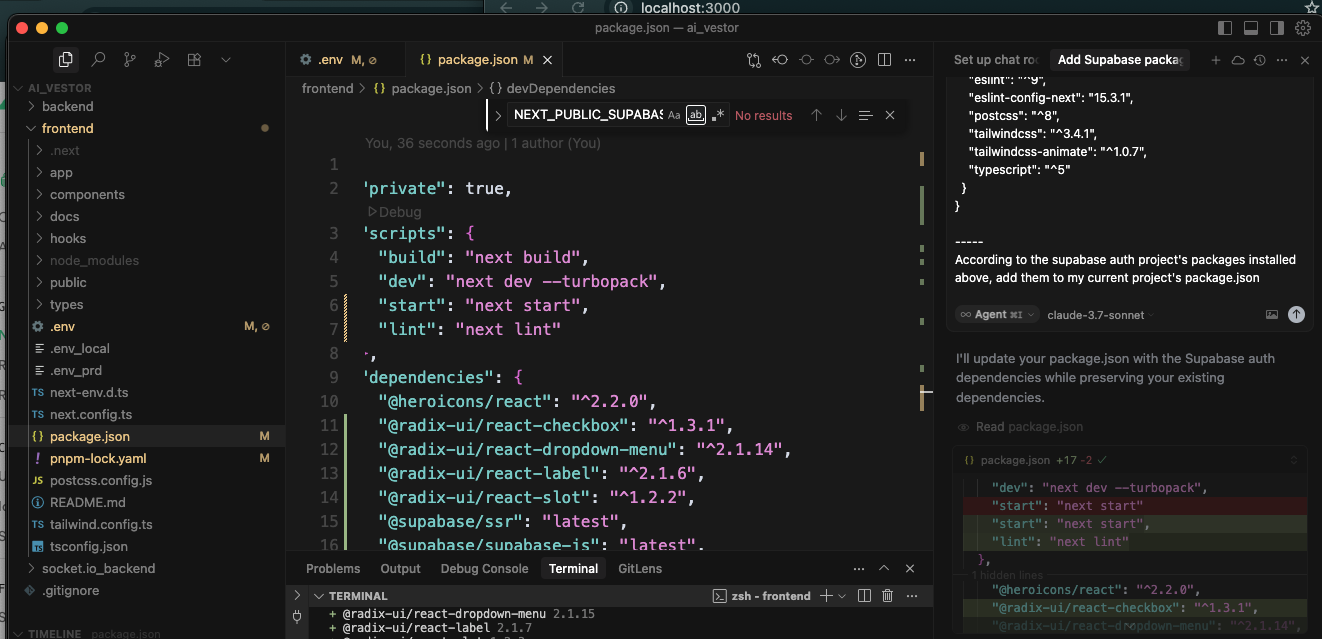 localhost:3000
package.json — ai_vestor
AI_VESTOR
backend
frontend
.next
app
components
docs
hooks
node_modules
public
types
.env M,
.env_local
.env_prd
TS next-env.d.ts
TS next.config.ts
{} package.json M
! pnpm-lock.yaml M
JS postcss.config.js
README.md
TS tailwind.config.ts
TS tsconfig.json
socket.io_backend
.gitignore
TIMELINE package.json
.env M,
{} package.json M
frontend > {} package.json > {} devDependencies
NEXT_PUBLIC_SUPABAS Aa ab .* No results
You, 36 seconds ago | 1 author (You)
1
2 'private": true,
Debug
3 'scripts": {
4 "build": "next build",
5 "dev": "next dev --turbopack",
6 "start": "next start",
7 "lint": "next lint"
8 ,
9 'dependencies": {
10 "@heroicons/react": "^2.2.0",
11 "@radix-ui/react-checkbox": "^1.3.1",
12 "@radix-ui/react-dropdown-menu": "^2.1.14",
13 "@radix-ui/react-label": "^2.1.6",
14 "@radix-ui/react-slot": "^1.2.2",
15 "@supabase/ssr": "latest",
16 "@supabase/supabase-js": "latest",
Problems Output Debug Console Terminal GitLens
TERMINAL
zsh - frontend
+ @radix-ui/react-dropdown-menu 2.1.15
+ @radix-ui/react-label 2.1.7
Set up chat roo
Add Supabase packag
"eslint": "^9",
"eslint-config-next": "15.3.1",
"postcss": "^8",
"tailwindcss": "^3.4.1",
"tailwindcss-animate": "^1.0.7",
"typescript": "^5"
}
}
-----
According to the supabase auth project's packages installed
above, add them to my current project's package.json
Agent ⌘I
claude-3.7-sonnet
I'll update your package.json with the Supabase auth
dependencies while preserving your existing
dependencies.
Read package.json
{} package.json +17 -2
"dev": "next dev --turbopack",
"start": "next start"
"start": "next start",
"lint": "next lint"
},
1 hidden lines
"@heroicons/react": "^2.2.0",
"@radix-ui/react-checkbox": "^1.3.1",
"@radix-ui/react-dropdown-menu": "^2.1.14",